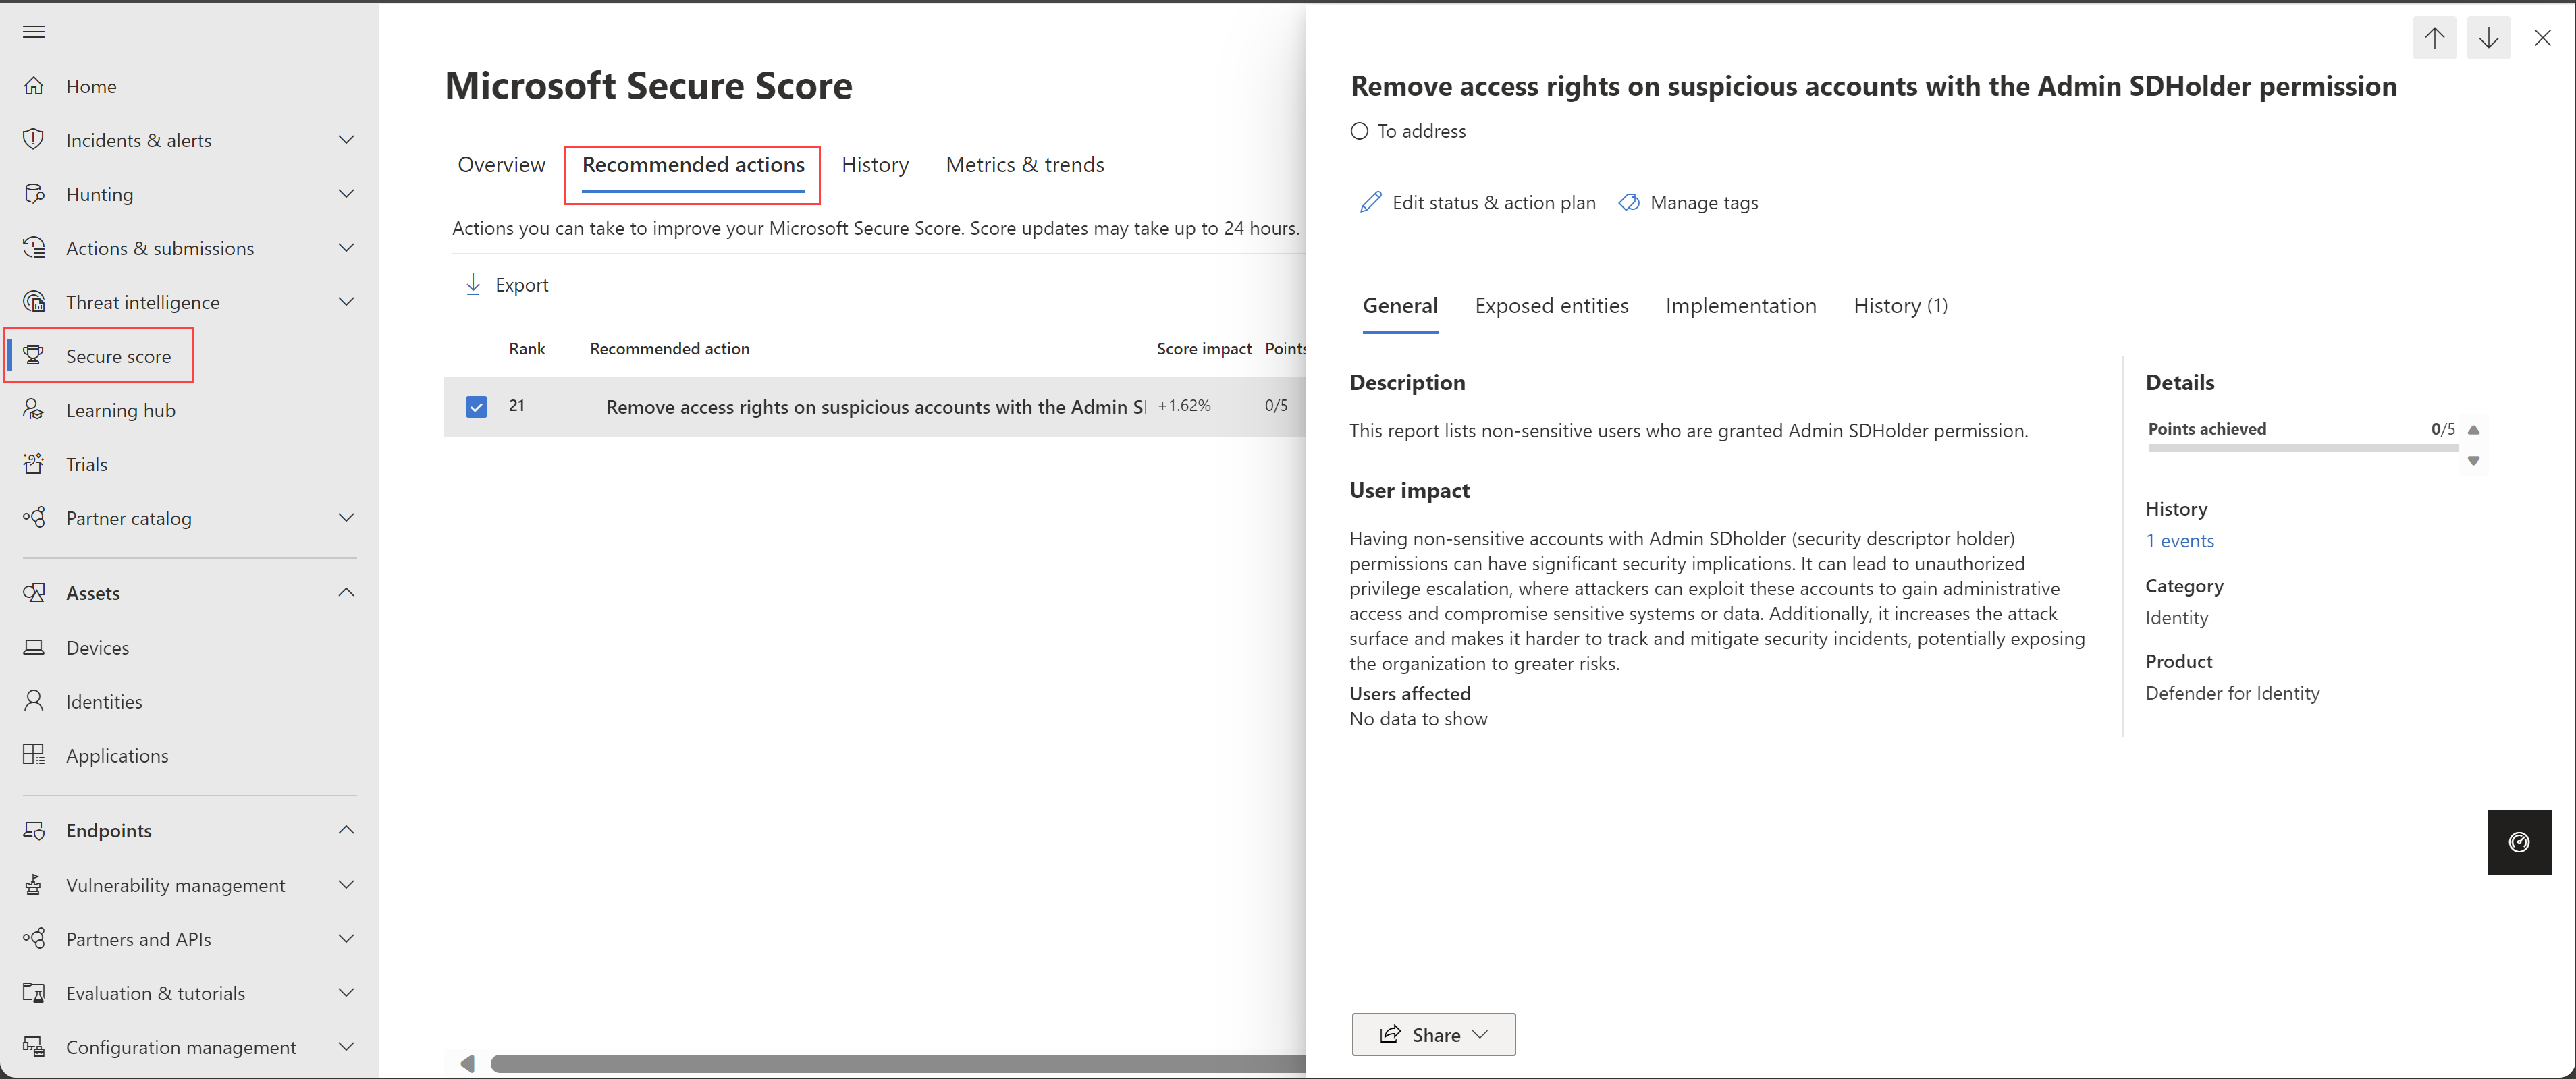 Home
Incidents & alerts
Hunting
Actions & submissions
Threat intelligence
Secure score
Learning hub
Trials
Partner catalog
Assets
Devices
Identities
Applications
Endpoints
Vulnerability management
Partners and APIs
Evaluation & tutorials
Configuration management
Microsoft Secure Score
Overview Recommended actions History Metrics & trends
Actions you can take to improve your Microsoft Secure Score. Score updates may take up to 24 hours.
Export
Rank Recommended action Score impact Points
21 Remove access rights on suspicious accounts with the Admin S +1.62% 0/5
Remove access rights on suspicious accounts with the Admin SDHolder permission
To address
Edit status & action plan Manage tags
General Exposed entities Implementation History (1)
Description
This report lists non-sensitive users who are granted Admin SDHolder permission.
User impact
Having non-sensitive accounts with Admin SDholder (security descriptor holder)
permissions can have significant security implications. It can lead to unauthorized
privilege escalation, where attackers can exploit these accounts to gain administrative
access and compromise sensitive systems or data. Additionally, it increases the attack
surface and makes it harder to track and mitigate security incidents, potentially exposing
the organization to greater risks.
Users affected
No data to show
Details
Points achieved 0/5
History
1 events
Category
Identity
Product
Defender for Identity
Share